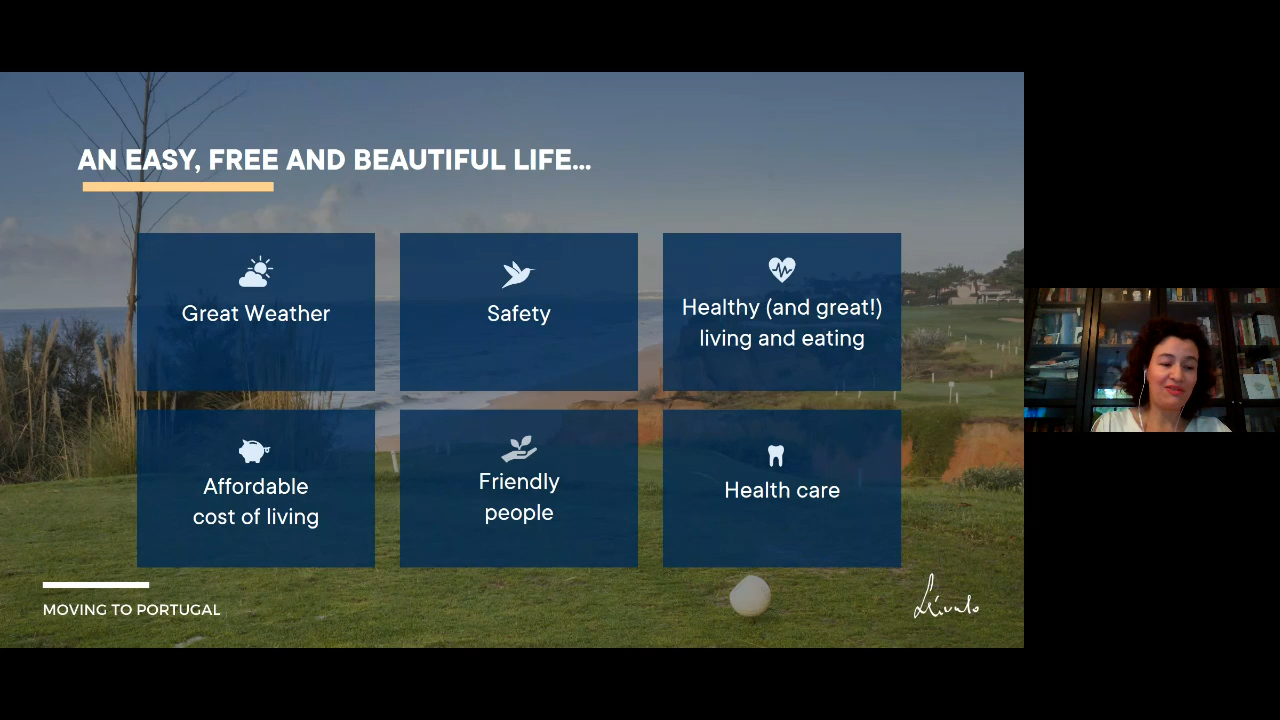 AN EASY, FREE AND BEAUTIFUL LIFE...
Great Weather
Safety
Healthy (and great!)
living and eating
Affordable
cost of living
Friendly
people
Health care
MOVING TO PORTUGAL